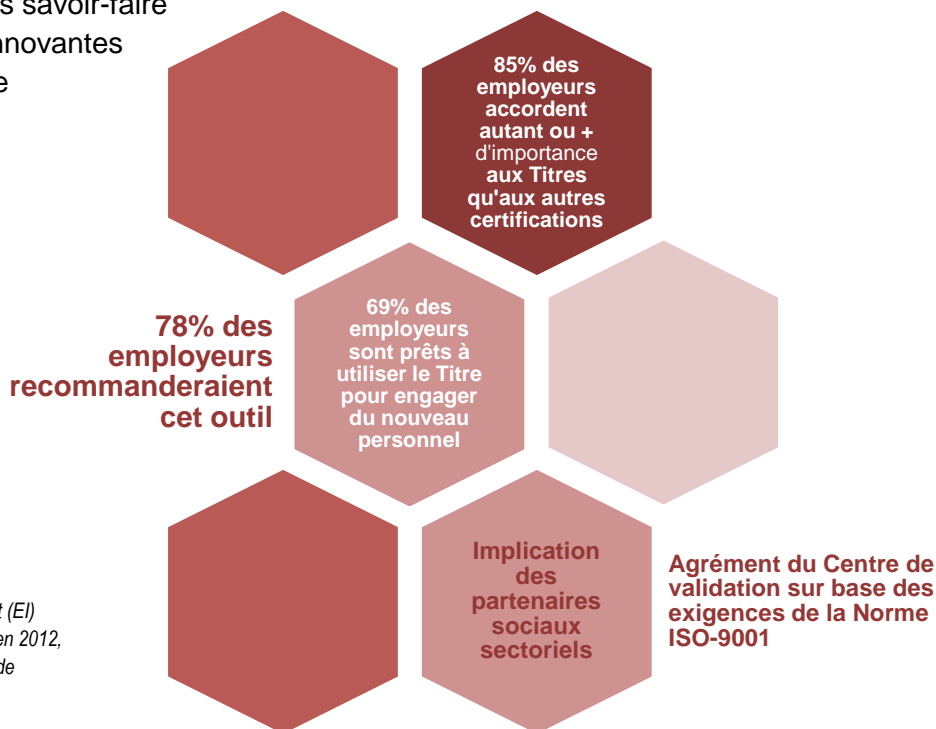 s savoir-faire
nnovantes
e
85% des
employeurs
accordent
autant ou +
d'importance
aux Titres
qu'aux autres
certifications
78% des
employeurs
recommanderaient
cet outil
69% des
employeurs
sont prêts à
utiliser le Titre
pour engager
du nouveau
personnel
Implication
des
partenaires
sociaux
sectoriels
Agrément du Centre de
validation sur base des
exigences de la Norme
ISO-9001
t (EI)
en 2012,
de